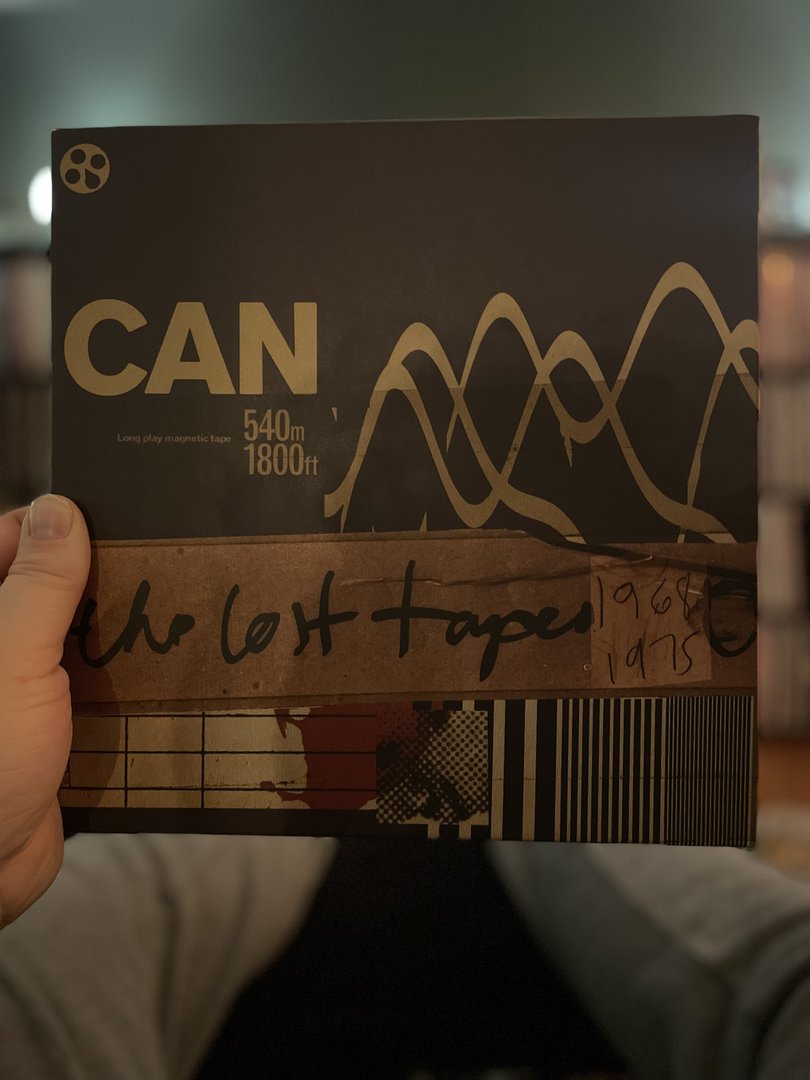 CAN
Long play magnetic tape
540m
1800ft
the lost tapes
1968
1975